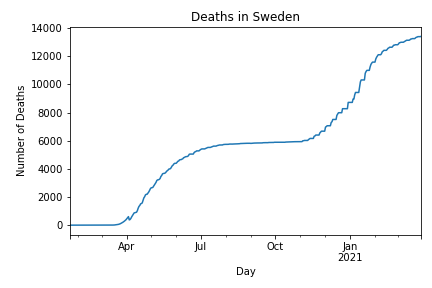 Deaths in Sweden
14000
12000
10000
8000
6000
4000
2000
0
Number of Deaths
Apr
Jul
Oct
Jan
2021
Day